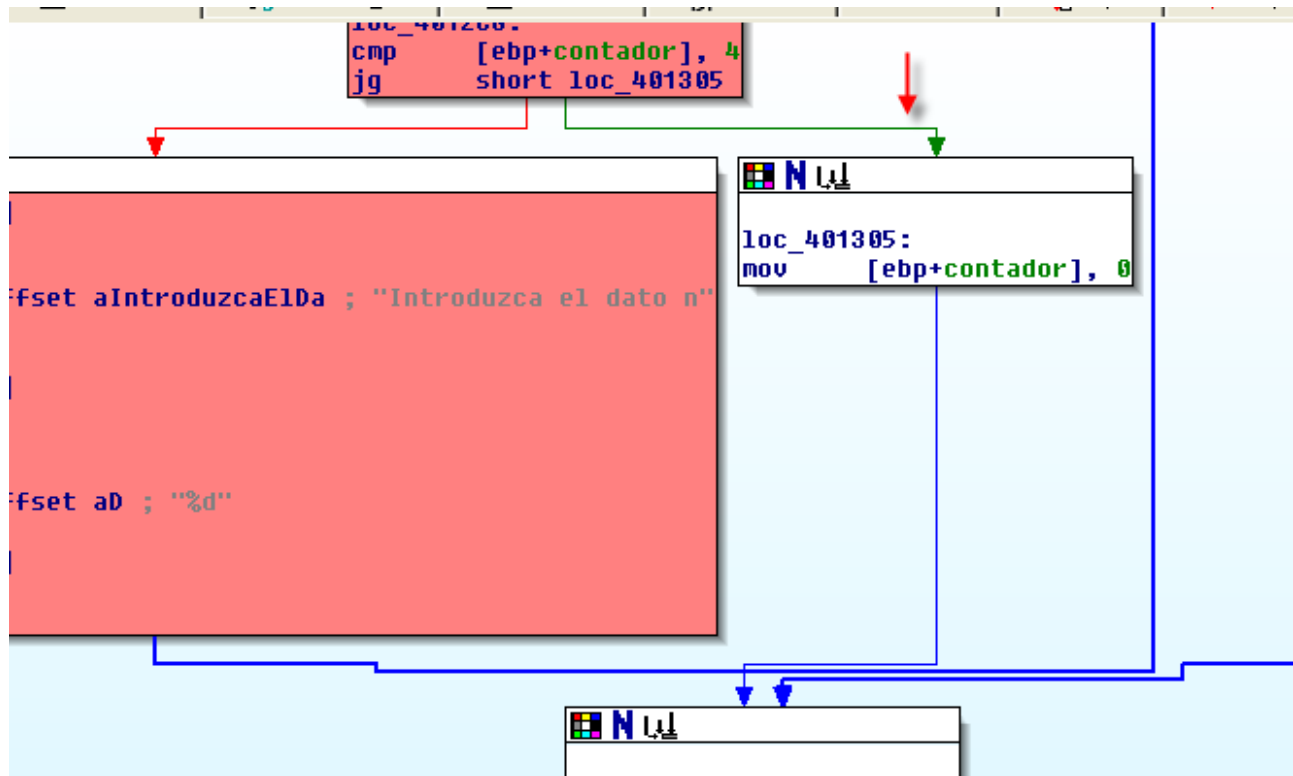 loc_4012C0:
cmp [ebp+contador], 4
jg short loc_401305
N
loc_401305:
mov [ebp+contador], 0
ffset aIntroduzcaElDa ; "Introduzca el dato n"
ffset aD ; "%d"
N